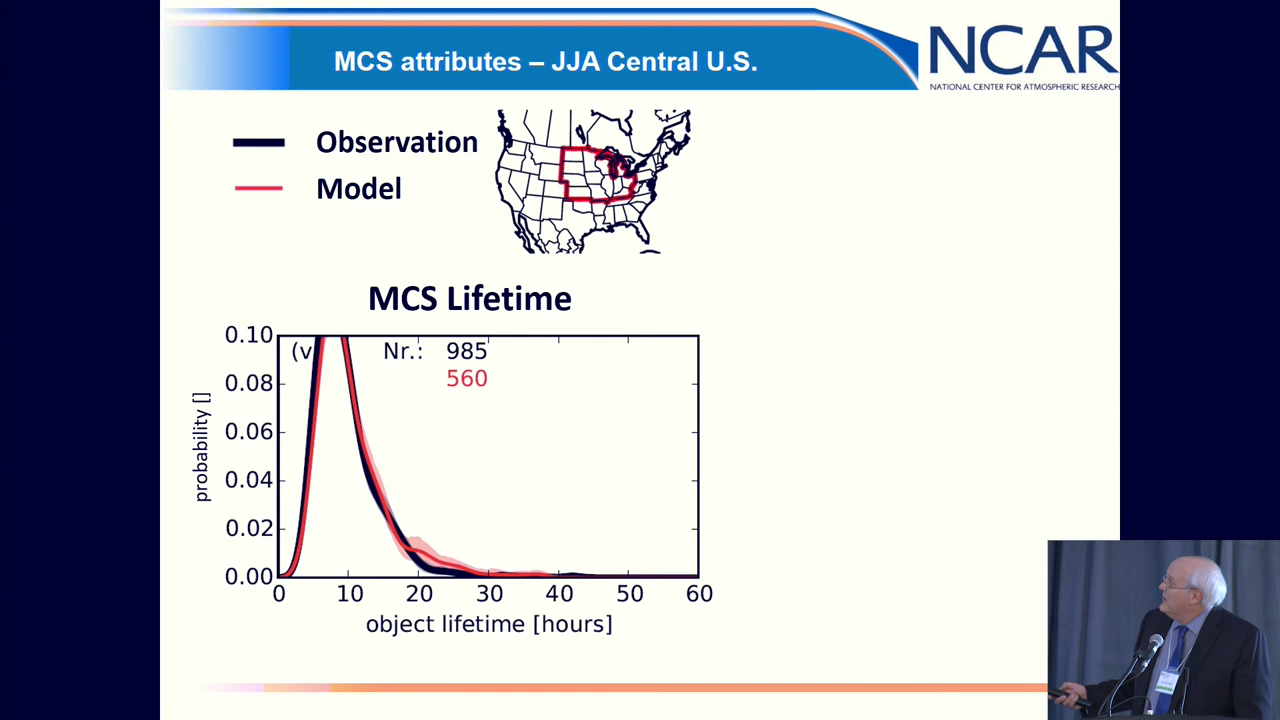 MCS attributes – JJA Central U.S.
NCAR
NATIONAL CENTER FOR ATMOSPHERIC RESEARCH
Observation
Model
MCS Lifetime
(v
Nr.: 985
560
probability []
0.10
0.08
0.06
0.04
0.02
0.00
0 10 20 30 40 50 60
object lifetime [hours]